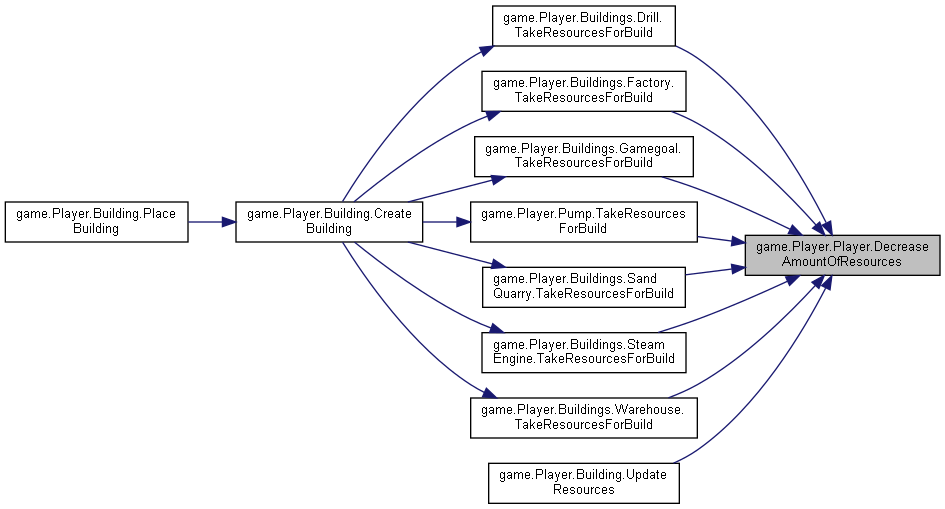 game.Player.Buildings.Drill.
TakeResourcesForBuild
game.Player.Buildings.Factory.
TakeResourcesForBuild
game.Player.Buildings.Gamegoal.
TakeResourcesForBuild
game.Player.Building.Place
Building
game.Player.Building.Create
Building
game.Player.Pump.TakeResources
ForBuild
game.Player.Player.Decrease
AmountOfResources
game.Player.Buildings.Sand
Quarry.TakeResourcesForBuild
game.Player.Buildings.Steam
Engine.TakeResourcesForBuild
game.Player.Buildings.Warehouse.
TakeResourcesForBuild
game.Player.Building.Update
Resources